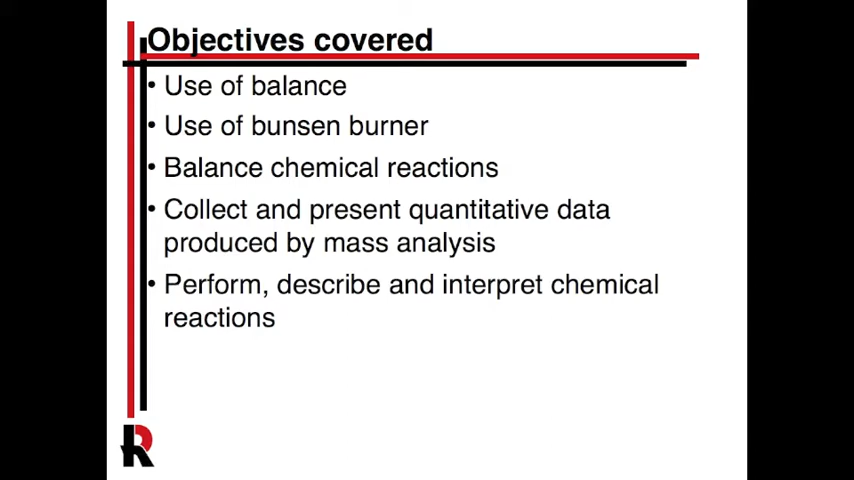 Objectives covered
• Use of balance
• Use of bunsen burner
• Balance chemical reactions
• Collect and present quantitative data
produced by mass analysis
• Perform, describe and interpret chemical
reactions
R